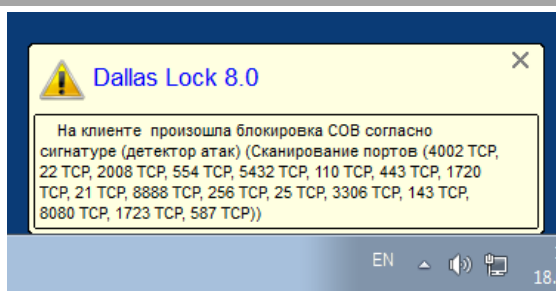 Dallas Lock 8.0
На клиенте произошла блокировка СОВ согласно
сигнатуре (детектор атак) (Сканирование портов (4002 TCP,
22 TCP, 2008 TCP, 554 TCP, 5432 TCP, 110 TCP, 443 TCP, 1720
TCP, 21 TCP, 8888 TCP, 256 TCP, 25 TCP, 3306 TCP, 143 TCP,
8080 TCP, 1723 TCP, 587 TCP))
EN
18.